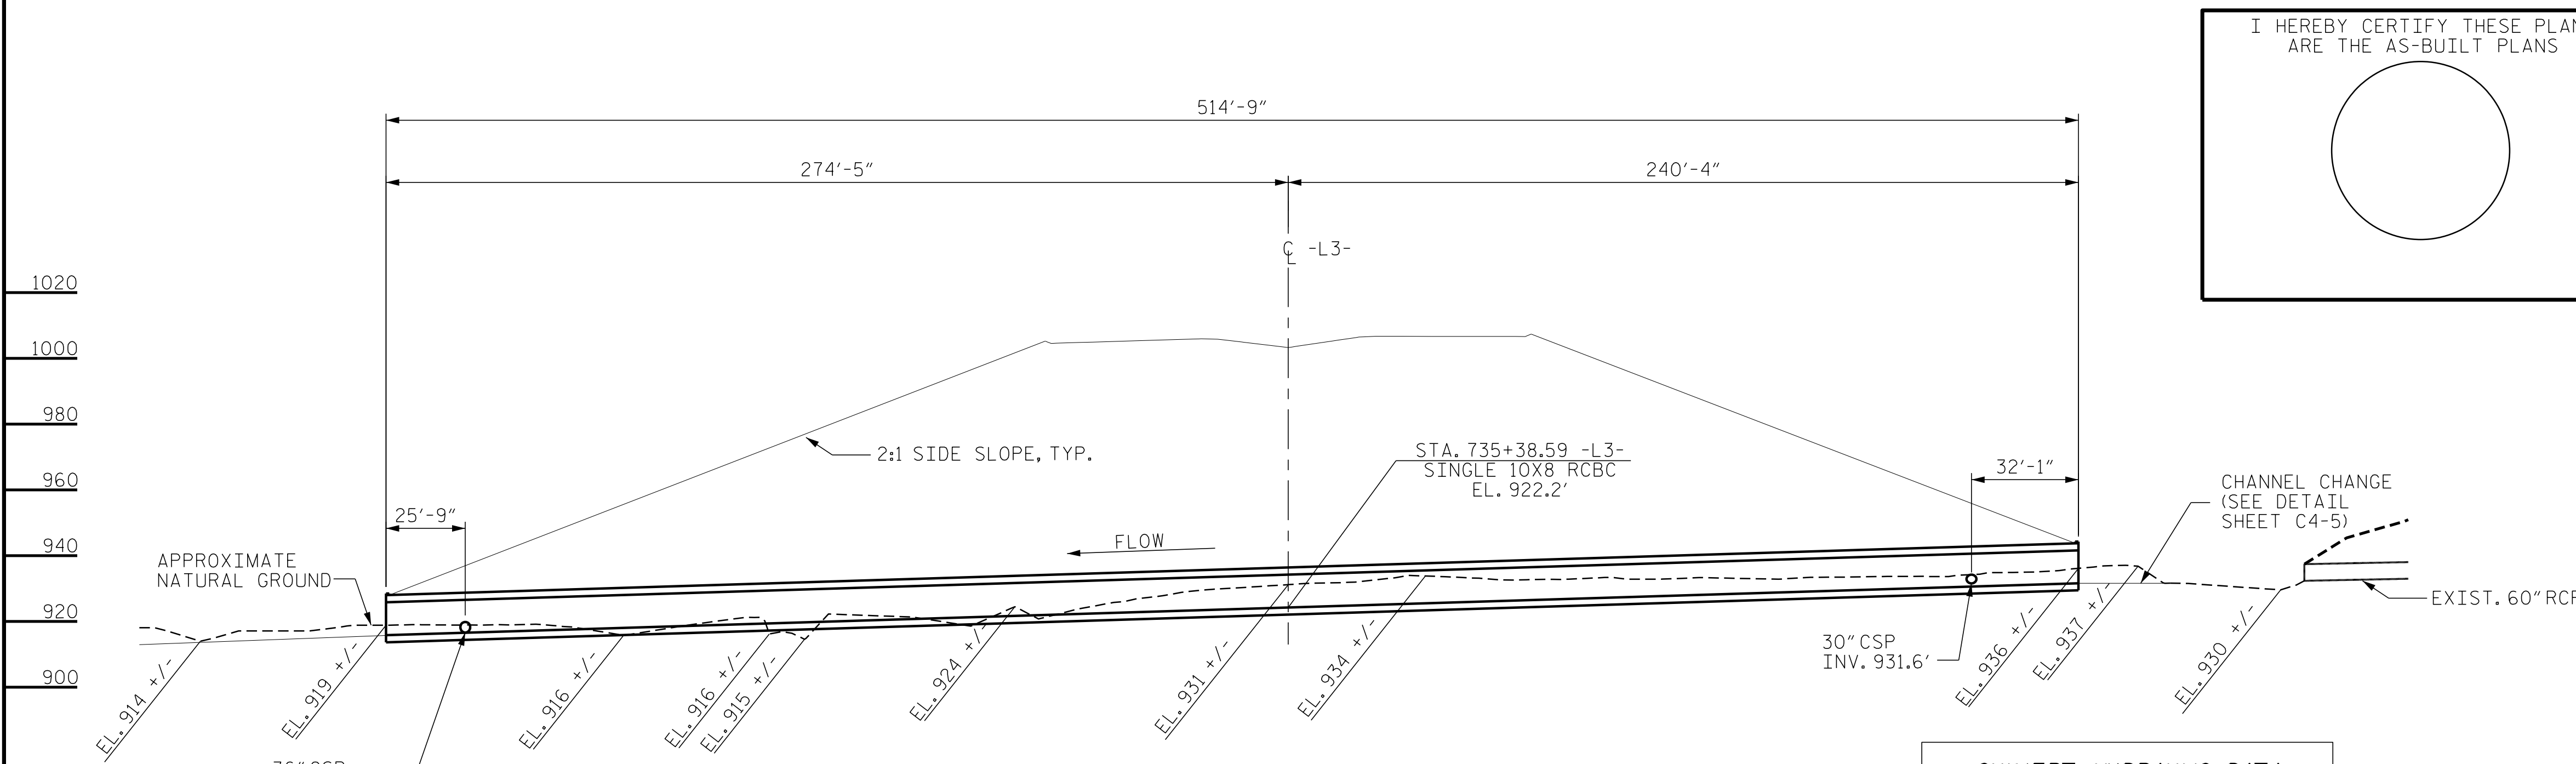 I HEREBY CERTIFY THESE
ARE THE AS-BUILT PLANS
514'-9"
274'-5"
240'-4"
℄ -L3-
1020
1000
980
960
940
920
900
2:1 SIDE SLOPE, TYP.
STA. 735+38.59 -L3-
SINGLE 10X8 RCBC
EL. 922.2'
32'-1"
CHANNEL CHANGE
(SEE DETAIL
SHEET C4-5)
25'-9"
FLOW
APPROXIMATE
NATURAL GROUND
EXIST. 60"
30" CSP
INV. 931.6'
EL. 914 +/-
EL. 919 +/-
EL. 916 +/-
EL. 916 +/-
EL. 915 +/-
EL. 924 +/-
EL. 931 +/-
EL. 934 +/-
EL. 936 +/-
EL. 937 +/-
EL. 930 +/-